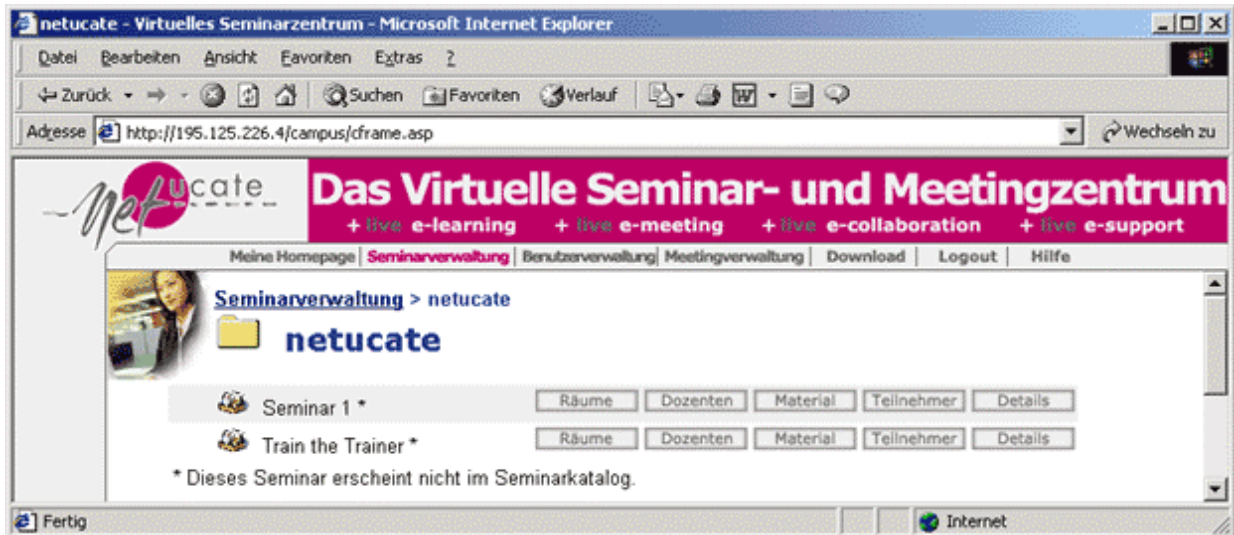 netucate - Virtuelles Seminarzentrum - Microsoft Internet Explorer
Datei Bearbeiten Ansicht Favoriten Extras ?
Zurück Suchen Favoriten Verlauf
Adresse http://195.125.226.4/campus/cframe.asp Wechseln zu
netucate Das Virtuelle Seminar- und Meetingzentrum
+ live e-learning + live e-meeting + live e-collaboration + live e-support
Meine Homepage | Seminarverwaltung | Benutzerverwaltung | Meetingverwaltung | Download | Logout | Hilfe
Seminarverwaltung > netucate
netucate
Seminar 1 * Räume Dozenten Material Teilnehmer Details
Train the Trainer * Räume Dozenten Material Teilnehmer Details
* Dieses Seminar erscheint nicht im Seminarkatalog.
Fertig Internet